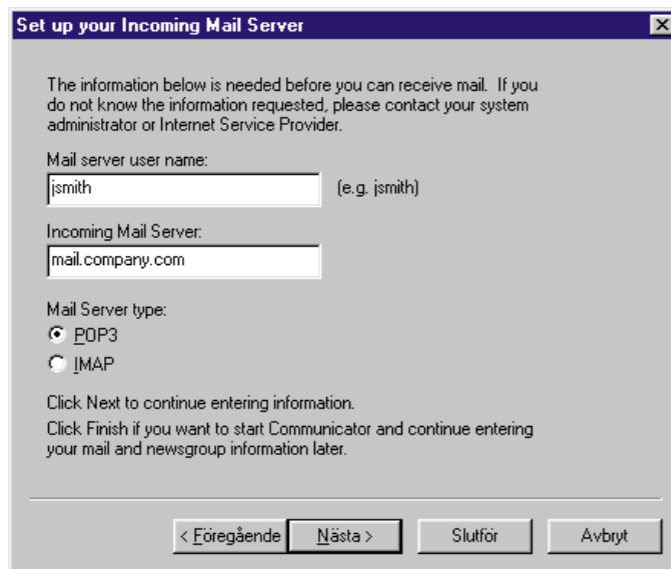 Set up your Incoming Mail Server
The information below is needed before you can receive mail. If you
do not know the information requested, please contact your system
administrator or Internet Service Provider.
Mail server user name:
jsmith (e.g. jsmith)
Incoming Mail Server:
mail.company.com
Mail Server type:
POP3
IMAP
Click Next to continue entering information.
Click Finish if you want to start Communicator and continue entering
your mail and newsgroup information later.
< Föregående Nästa > Slutför Avbryt